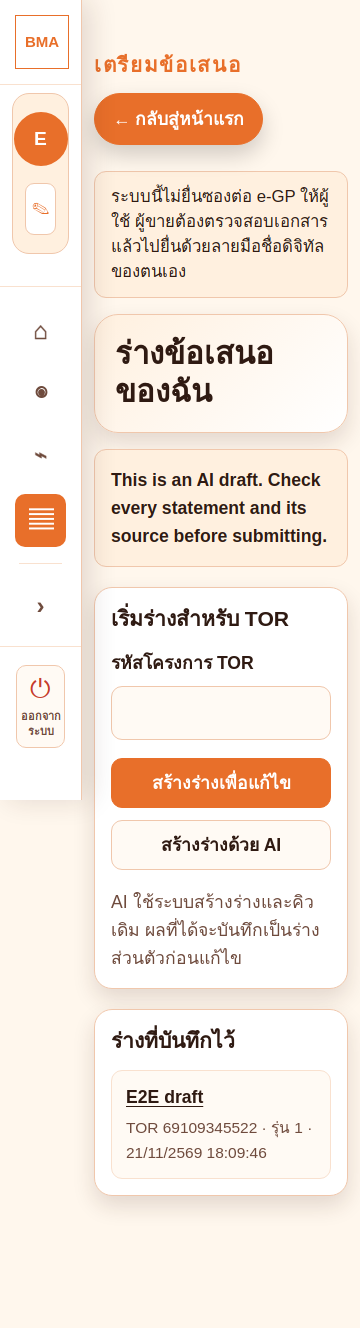 BMA
E
ออกจาก
ระบบ
เตรียมข้อเสนอ
← กลับสู่หน้าแรก
ระบบนี้ไม่ยื่นซองต่อ e-GP ให้ผู้
ใช้ ผู้ขายต้องตรวจสอบเอกสาร
แล้วไปยื่นด้วยลายมือชื่อดิจิทัล
ของตนเอง
ร่างข้อเสนอ
ของฉัน
This is an AI draft. Check
every statement and its
source before submitting.
เริ่มร่างสำหรับ TOR
รหัสโครงการ TOR
สร้างร่างเพื่อแก้ไข
สร้างร่างด้วย AI
AI ใช้ระบบสร้างร่างและคิว
เดิม ผลที่ได้จะบันทึกเป็นร่าง
ส่วนตัวก่อนแก้ไข
ร่างที่บันทึกไว้
E2E draft
TOR 69109345522 · รุ่น 1 ·
21/11/2569 18:09:46